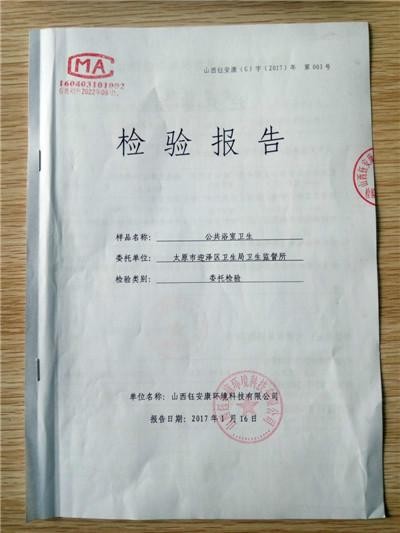 MA
160403101002
山西钰安康（G）字（2017）年 第 003 号
检验报告
样品名称： 公共浴室卫生
委托单位： 太原市迎泽区卫生局卫生监督所
检验类别： 委托检验
单位名称：山西钰安康环境科技有限公司
报告日期：2017年1月16日